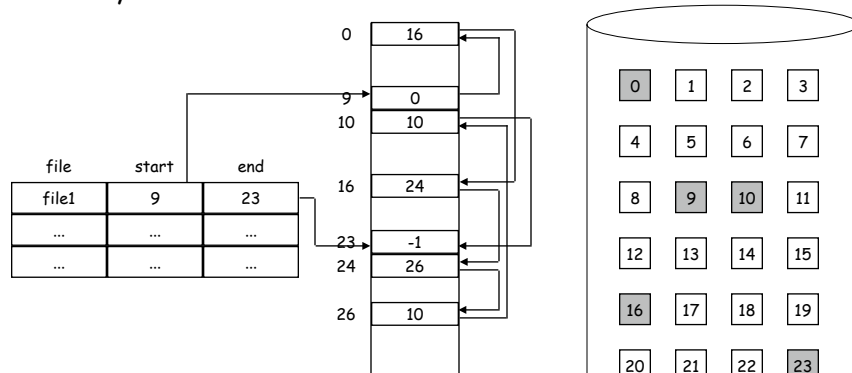 0 16
9 0
10 10
file start end
file1 9 23
... ... ...
... ... ...
16 24
23 -1
24 26
26 10
0 1 2 3
4 5 6 7
8 9 10 11
12 13 14 15
16 17 18 19
20 21 22 23